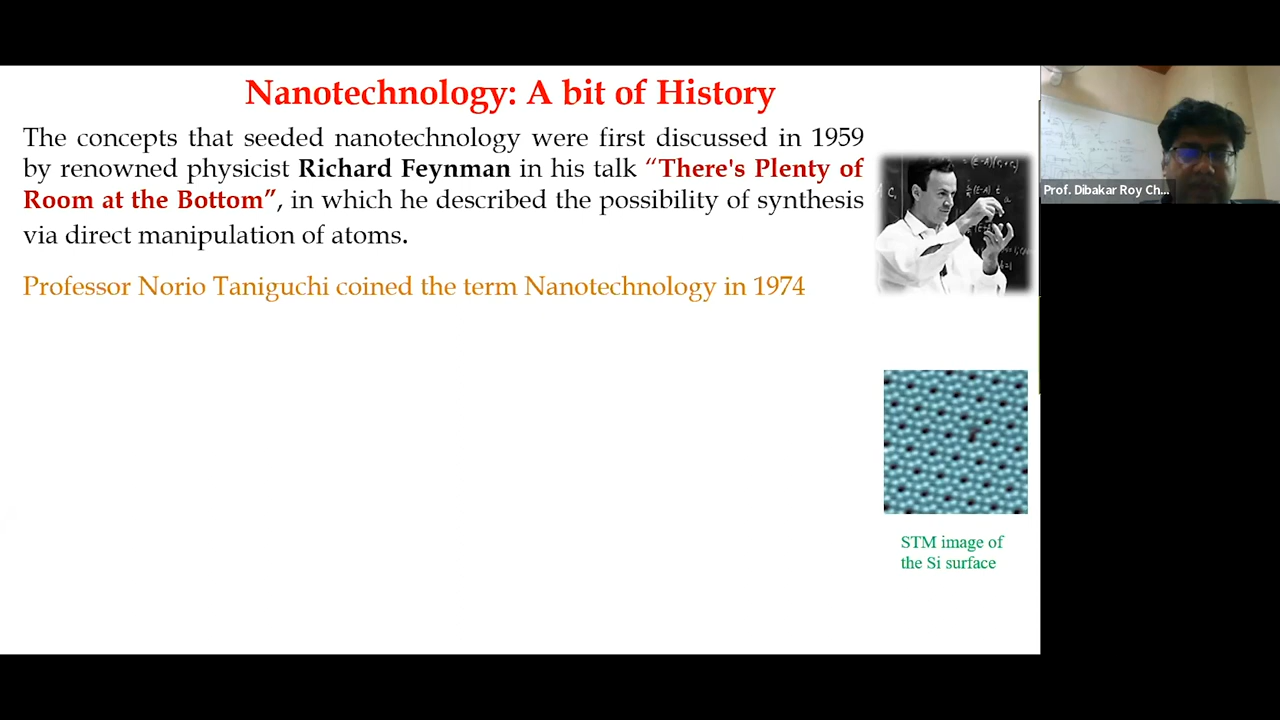 Nanotechnology: A bit of History
The concepts that seeded nanotechnology were first discussed in 1959
by renowned physicist Richard Feynman in his talk “There's Plenty of
Room at the Bottom”, in which he described the possibility of synthesis
via direct manipulation of atoms.
Professor Norio Taniguchi coined the term Nanotechnology in 1974
STM image of
the Si surface
Prof. Dibakar Roy Ch...